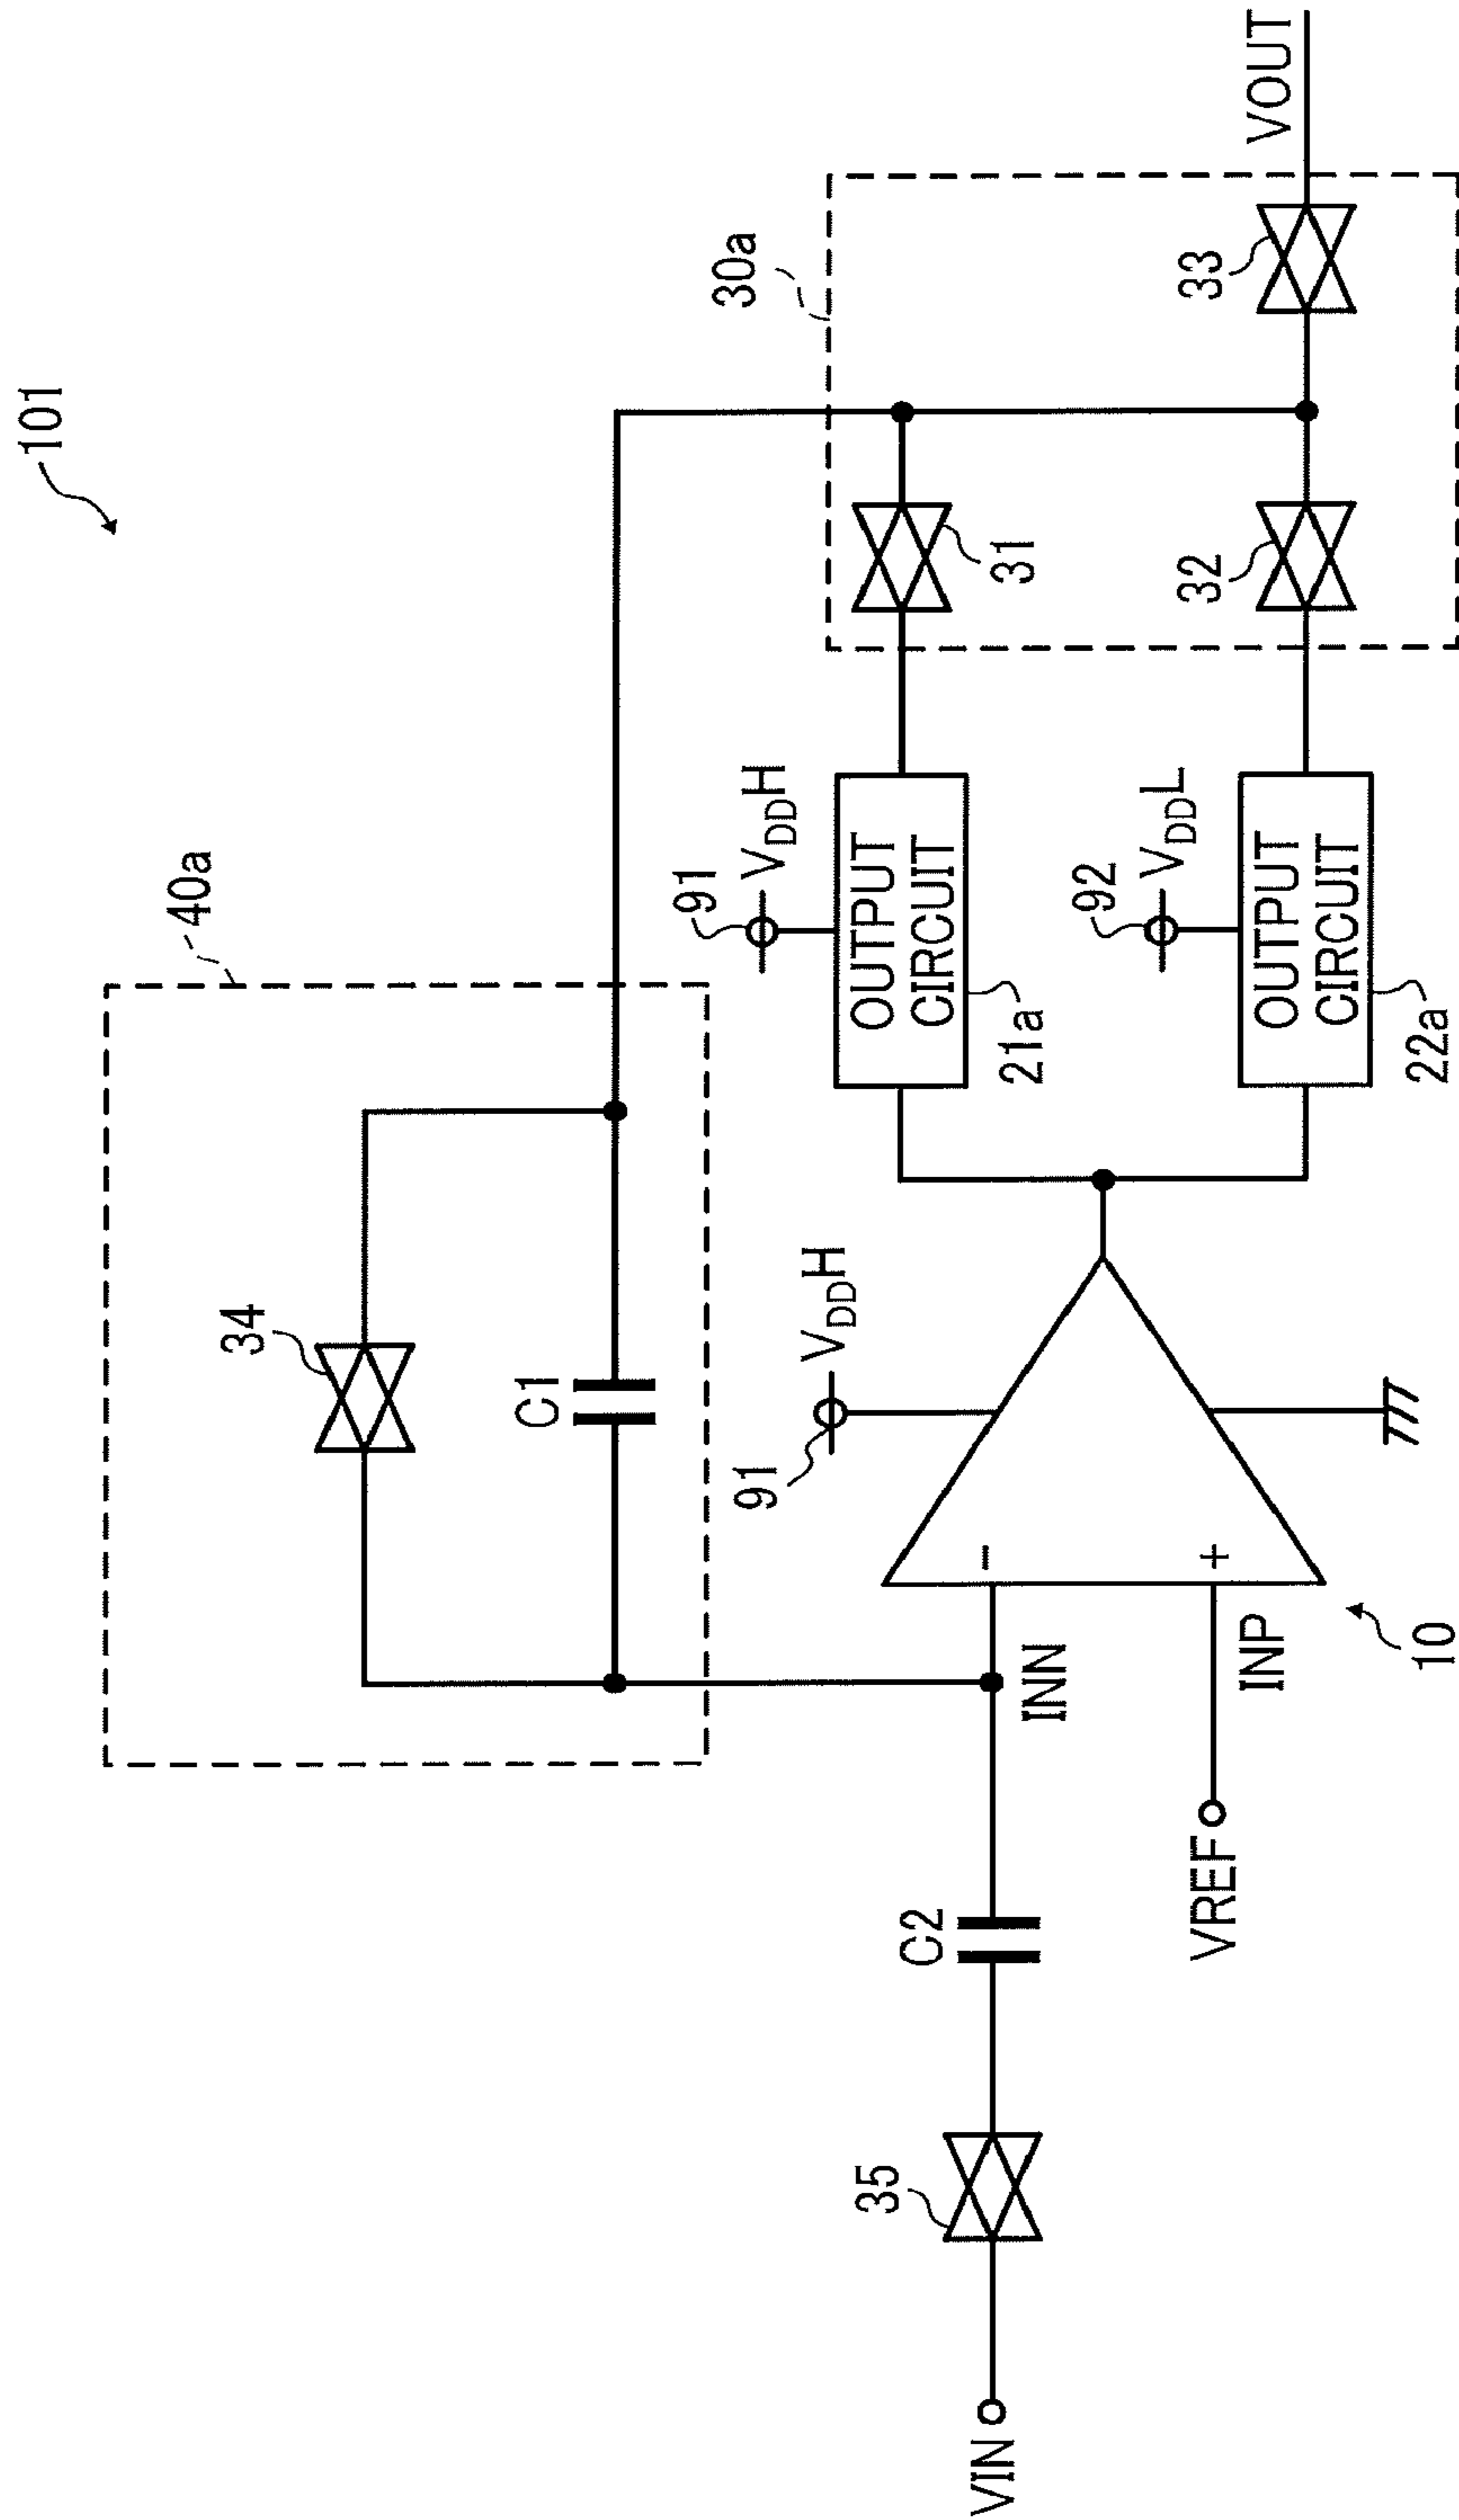 101
40a
34
C1
30a
91
VDDH
31
33
VOUT
OUTPUT
CIRCUIT
21a
92
VDDL
32
OUTPUT
CIRCUIT
22a
91
VDDH
-
+
10
INN
INP
C2
VREF
35
VIN